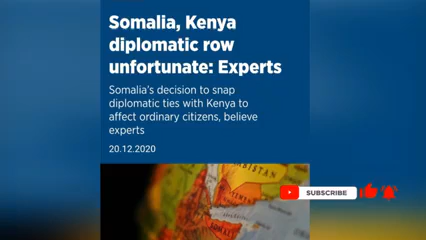 Somalia, Kenya
diplomatic row
unfortunate: Experts
Somalia's decision to snap
diplomatic ties with Kenya to
affect ordinary citizens, believe
experts
20.12.2020
SUBSCRIBE